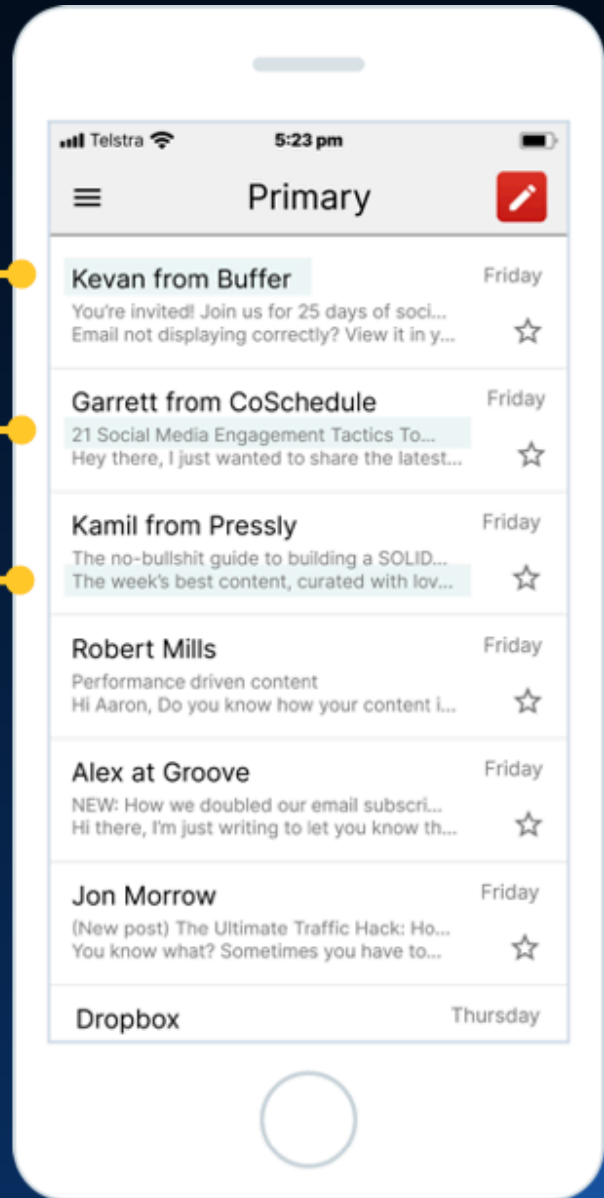 Telstra 5:23 pm
Primary
Kevan from Buffer Friday
You're invited! Join us for 25 days of soci...
Email not displaying correctly? View it in y...
Garrett from CoSchedule Friday
21 Social Media Engagement Tactics To...
Hey there, I just wanted to share the latest...
Kamil from Pressly Friday
The no-bullshit guide to building a SOLID...
The week's best content, curated with lov...
Robert Mills Friday
Performance driven content
Hi Aaron, Do you know how your content i...
Alex at Groove Friday
NEW: How we doubled our email subscri...
Hi there, I'm just writing to let you know th...
Jon Morrow Friday
(New post) The Ultimate Traffic Hack: Ho...
You know what? Sometimes you have to...
Dropbox Thursday